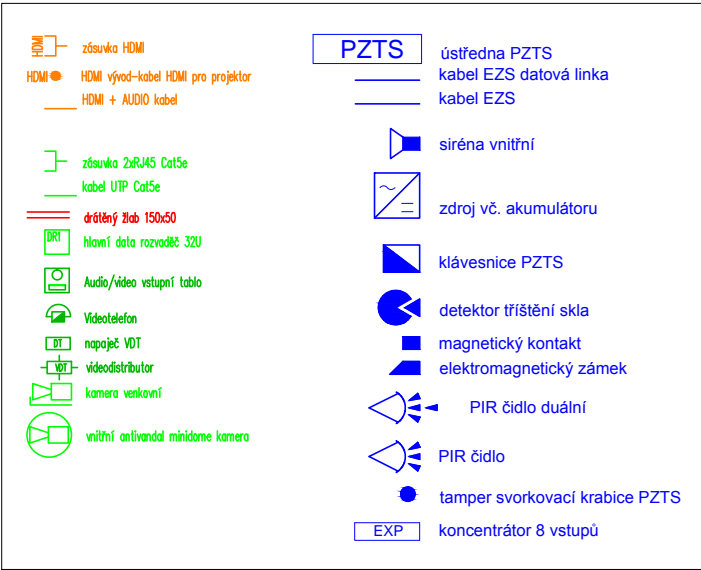 HDMI zásuvka HDMI
HDMI HDMI vývod-kabel HDMI pro projektor
HDMI + AUDIO kabel
zásuvka 2xRJ45 Cat5e
kabel UTP Cat5e
drátěný žlab 150x50
DR1 hlavní data rozvaděč 32U
Audio/video vstupní tablo
Videotelefon
DT napaječ VDT
VDT videodistributor
kamera venkovní
vnitřní antivandal minidome kamera
PZTS ústředna PZTS
kabel EZS datová linka
kabel EZS
siréna vnitřní
zdroj vč. akumulátoru
klávesnice PZTS
detektor tříštění skla
magnetický kontakt
elektromagnetický zámek
PIR čidlo duální
PIR čidlo
tamper svorkovací krabice PZTS
EXP koncentrátor 8 vstupů